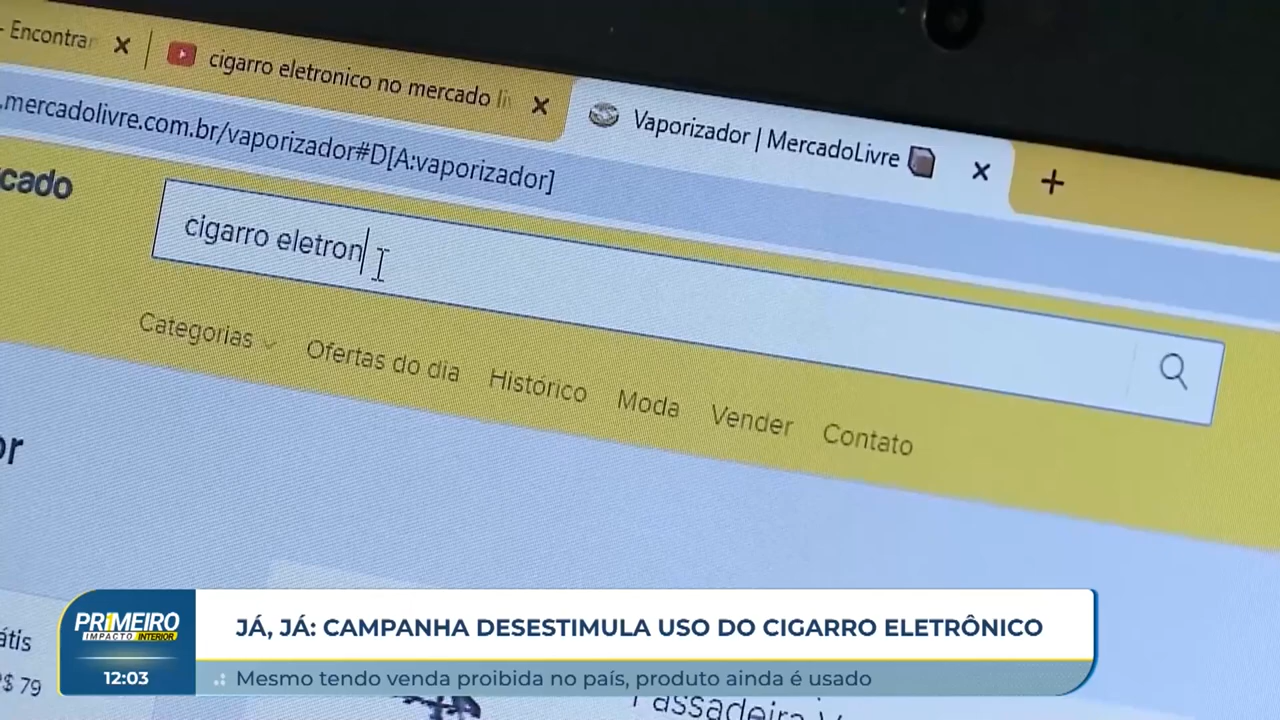 - Encontrar
cigarro eletronico no mercado li
Vaporizador | MercadoLivre
.mercadolivre.com.br/vaporizador#D[A:vaporizador]
cado
cigarro eletron
Categorias
Ofertas do dia
Histórico
Moda
Vender
Contato
or
átis
$ 79
PR1MEIRO
IMPACTO INTERIOR
12:03
JÁ, JÁ: CAMPANHA DESESTIMULA USO DO CIGARRO ELETRÔNICO
Mesmo tendo venda proibida no país, produto ainda é usado
Passadeira V